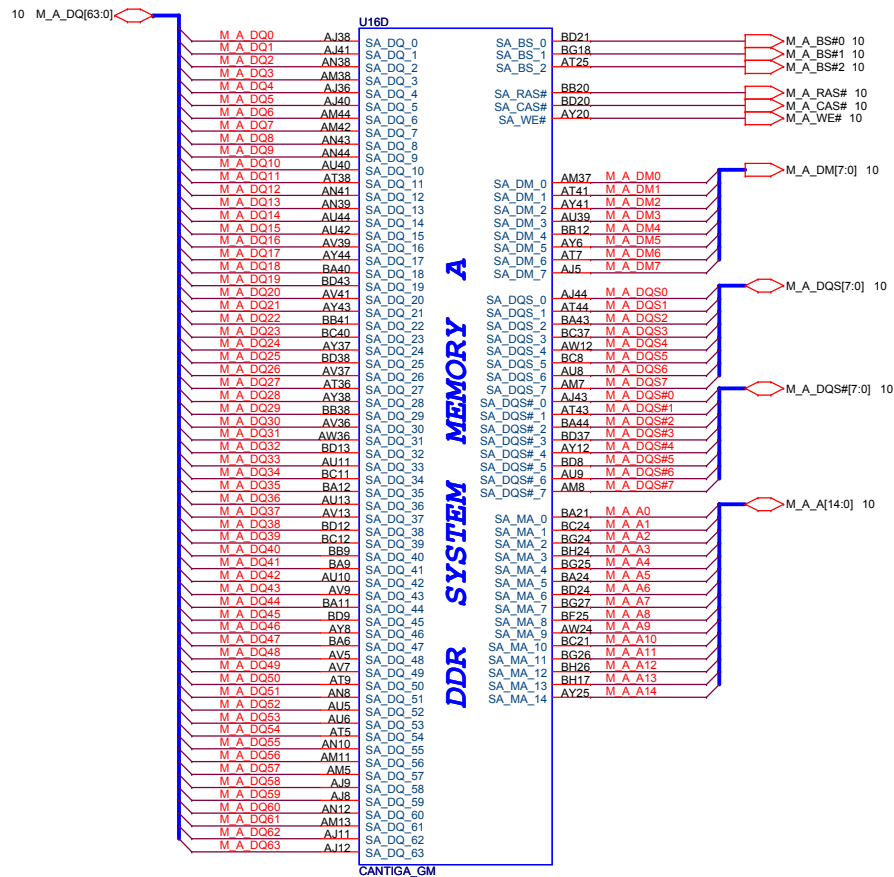 10 M_A_DQ[63:0]
U16D
M_A_DQ0 AJ38 SA_DQ_0
M_A_DQ1 AJ41 SA_DQ_1
M_A_DQ2 AN38 SA_DQ_2
M_A_DQ3 AM38 SA_DQ_3
M_A_DQ4 AJ36 SA_DQ_4
M_A_DQ5 AJ40 SA_DQ_5
M_A_DQ6 AM44 SA_DQ_6
M_A_DQ7 AM42 SA_DQ_7
M_A_DQ8 AN43 SA_DQ_8
M_A_DQ9 AN44 SA_DQ_9
M_A_DQ10 AU40 SA_DQ_10
M_A_DQ11 AT38 SA_DQ_11
M_A_DQ12 AN41 SA_DQ_12
M_A_DQ13 AN39 SA_DQ_13
M_A_DQ14 AU44 SA_DQ_14
M_A_DQ15 AU42 SA_DQ_15
M_A_DQ16 AV39 SA_DQ_16
M_A_DQ17 AY44 SA_DQ_17
M_A_DQ18 BA40 SA_DQ_18
M_A_DQ19 BD43 SA_DQ_19
M_A_DQ20 AV41 SA_DQ_20
M_A_DQ21 AY43 SA_DQ_21
M_A_DQ22 BB41 SA_DQ_22
M_A_DQ23 BC40 SA_DQ_23
M_A_DQ24 AY37 SA_DQ_24
M_A_DQ25 BD38 SA_DQ_25
M_A_DQ26 AV37 SA_DQ_26
M_A_DQ27 AT36 SA_DQ_27
M_A_DQ28 AY38 SA_DQ_28
M_A_DQ29 BB38 SA_DQ_29
M_A_DQ30 AV36 SA_DQ_30
M_A_DQ31 AW36 SA_DQ_31
M_A_DQ32 BD13 SA_DQ_32
M_A_DQ33 AU11 SA_DQ_33
M_A_DQ34 BC11 SA_DQ_34
M_A_DQ35 BA12 SA_DQ_35
M_A_DQ36 AU13 SA_DQ_36
M_A_DQ37 AV13 SA_DQ_37
M_A_DQ38 BD12 SA_DQ_38
M_A_DQ39 BC12 SA_DQ_39
M_A_DQ40 BB9 SA_DQ_40
M_A_DQ41 BA9 SA_DQ_41
M_A_DQ42 AU10 SA_DQ_42
M_A_DQ43 AV9 SA_DQ_43
M_A_DQ44 BA11 SA_DQ_44
M_A_DQ45 BD9 SA_DQ_45
M_A_DQ46 AY8 SA_DQ_46
M_A_DQ47 BA6 SA_DQ_47
M_A_DQ48 AV5 SA_DQ_48
M_A_DQ49 AV7 SA_DQ_49
M_A_DQ50 AT9 SA_DQ_50
M_A_DQ51 AN8 SA_DQ_51
M_A_DQ52 AU5 SA_DQ_52
M_A_DQ53 AU6 SA_DQ_53
M_A_DQ54 AT5 SA_DQ_54
M_A_DQ55 AN10 SA_DQ_55
M_A_DQ56 AM11 SA_DQ_56
M_A_DQ57 AM5 SA_DQ_57
M_A_DQ58 AJ9 SA_DQ_58
M_A_DQ59 AJ8 SA_DQ_59
M_A_DQ60 AN12 SA_DQ_60
M_A_DQ61 AM13 SA_DQ_61
M_A_DQ62 AJ11 SA_DQ_62
M_A_DQ63 AJ12 SA_DQ_63
DDR SYSTEM MEMORY A
SA_BS_0 BD21 M_A_BS#0 10
SA_BS_1 BG18 M_A_BS#1 10
SA_BS_2 AT25 M_A_BS#2 10
SA_RAS# BB20 M_A_RAS# 10
SA_CAS# BD20 M_A_CAS# 10
SA_WE# AY20 M_A_WE# 10
M_A_DM[7:0] 10
SA_DM_0 AM37 M_A_DM0
SA_DM_1 AT41 M_A_DM1
SA_DM_2 AY41 M_A_DM2
SA_DM_3 AU39 M_A_DM3
SA_DM_4 BB12 M_A_DM4
SA_DM_5 AY6 M_A_DM5
SA_DM_6 AT7 M_A_DM6
SA_DM_7 AJ5 M_A_DM7
M_A_DQS[7:0] 10
SA_DQS_0 AJ44 M_A_DQS0
SA_DQS_1 AT44 M_A_DQS1
SA_DQS_2 BA43 M_A_DQS2
SA_DQS_3 BC37 M_A_DQS3
SA_DQS_4 AW12 M_A_DQS4
SA_DQS_5 BC8 M_A_DQS5
SA_DQS_6 AU8 M_A_DQS6
SA_DQS_7 AM7 M_A_DQS7
M_A_DQS#[7:0] 10
SA_DQS#_0 AJ43 M_A_DQS#0
SA_DQS#_1 AT43 M_A_DQS#1
SA_DQS#_2 BA44 M_A_DQS#2
SA_DQS#_3 BD37 M_A_DQS#3
SA_DQS#_4 AY12 M_A_DQS#4
SA_DQS#_5 BD8 M_A_DQS#5
SA_DQS#_6 AU9 M_A_DQS#6
SA_DQS#_7 AM8 M_A_DQS#7
M_A_A[14:0] 10
SA_MA_0 BA21 M_A_A0
SA_MA_1 BC24 M_A_A1
SA_MA_2 BG24 M_A_A2
SA_MA_3 BH24 M_A_A3
SA_MA_4 BG25 M_A_A4
SA_MA_5 BA24 M_A_A5
SA_MA_6 BD24 M_A_A6
SA_MA_7 BG27 M_A_A7
SA_MA_8 BF25 M_A_A8
SA_MA_9 AW24 M_A_A9
SA_MA_10 BC21 M_A_A10
SA_MA_11 BG26 M_A_A11
SA_MA_12 BH26 M_A_A12
SA_MA_13 BH17 M_A_A13
SA_MA_14 AY25 M_A_A14
CANTIGA_GM